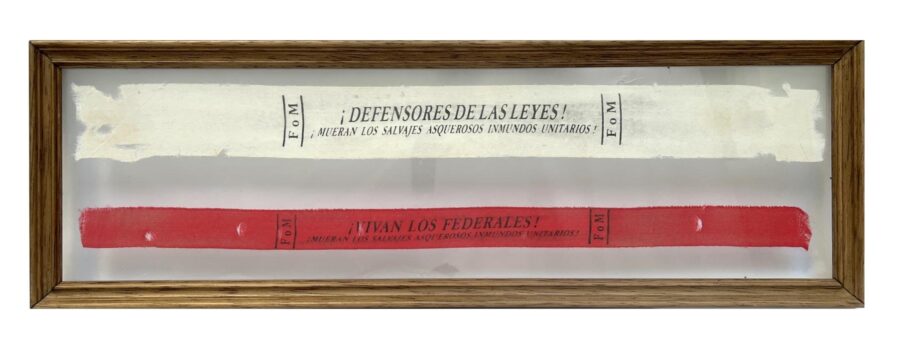 ¡DEFENSORES DE LAS LEYES!
FoM
FoM
¡MUERAN LOS SALVAJES ASQUEROSOS INMUNDOS UNITARIOS!
¡VIVAN LOS FEDERALES!
FoM
FoM
¡MUERAN LOS SALVAJES ASQUEROSOS INMUNDOS UNITARIOS!